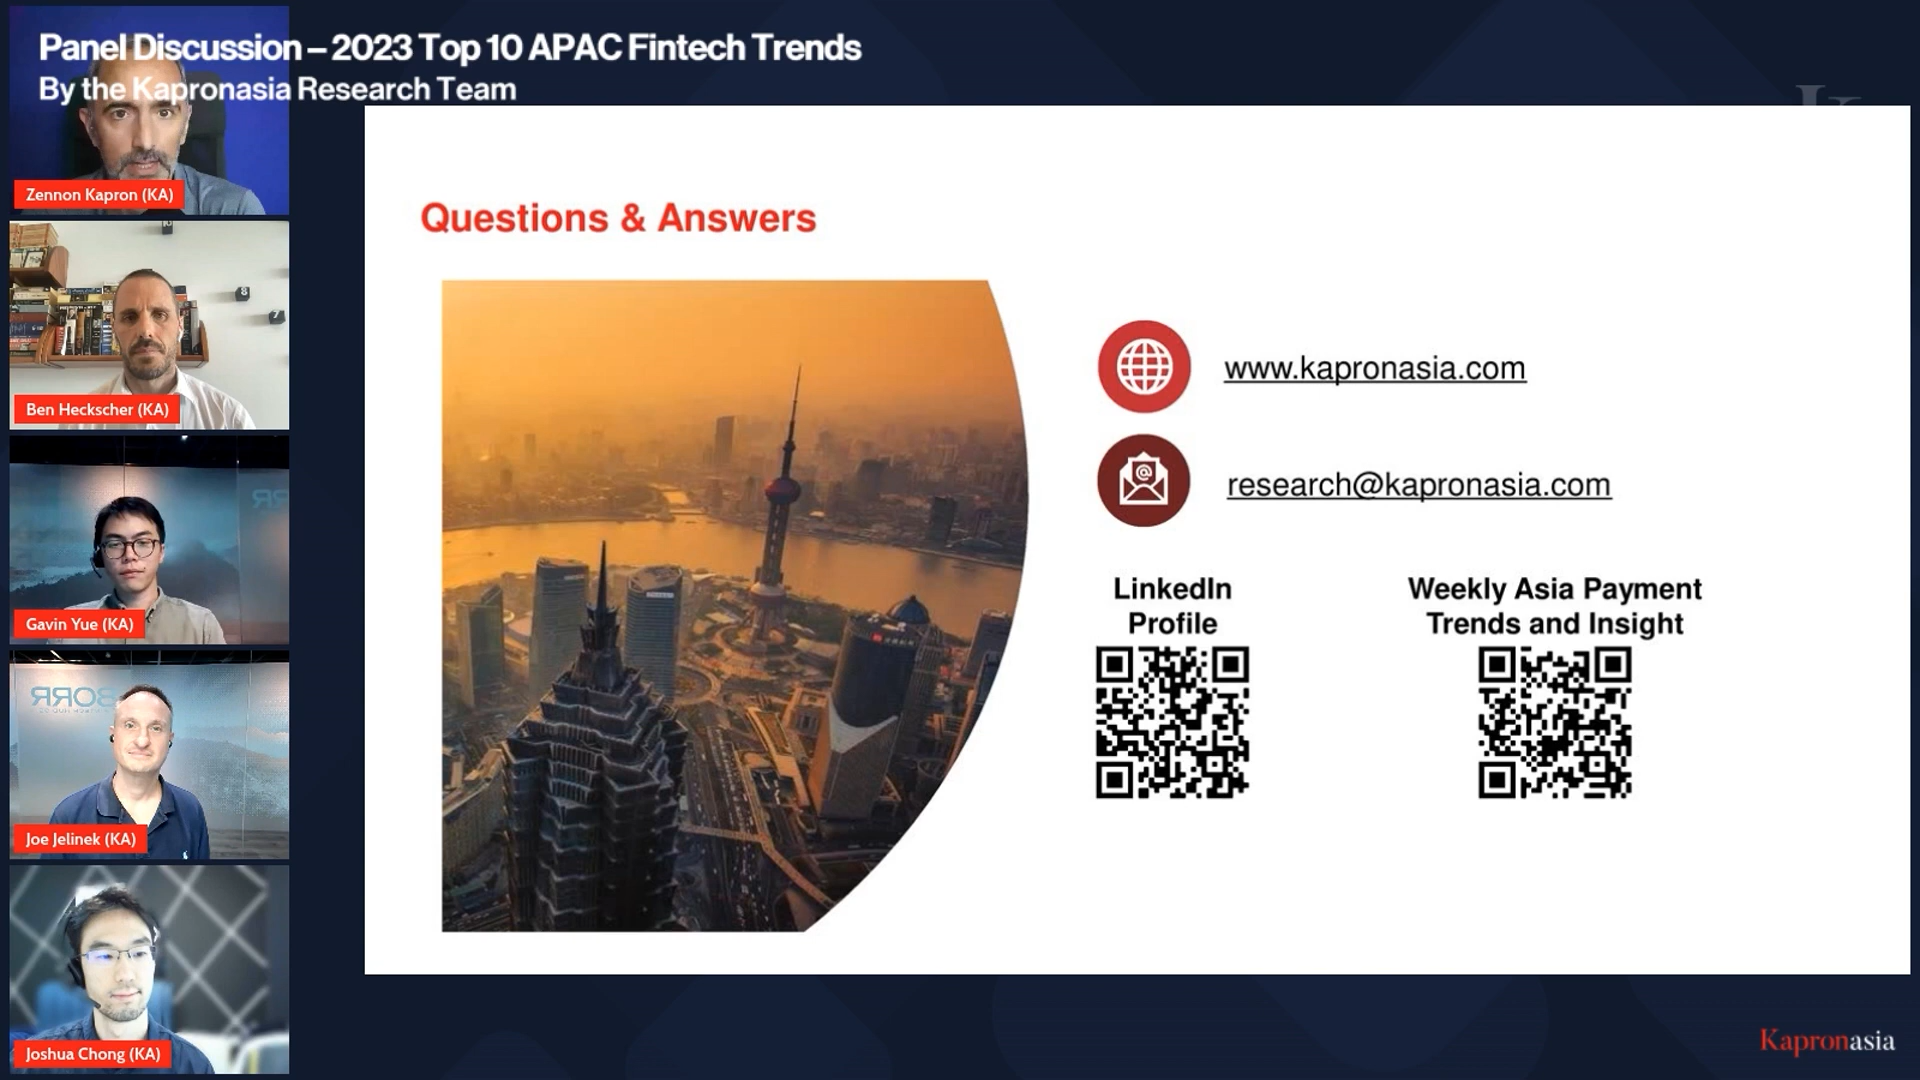 Panel Discussion – 2023 Top 10 APAC Fintech Trends
By the Kapronasia Research Team
Zennon Kapron (KA)
Ben Heckscher (KA)
Gavin Yue (KA)
Joe Jelinek (KA)
Joshua Chong (KA)
Questions & Answers
www.kapronasia.com
research@kapronasia.com
LinkedIn
Profile
Weekly Asia Payment
Trends and Insight
Kapronasia